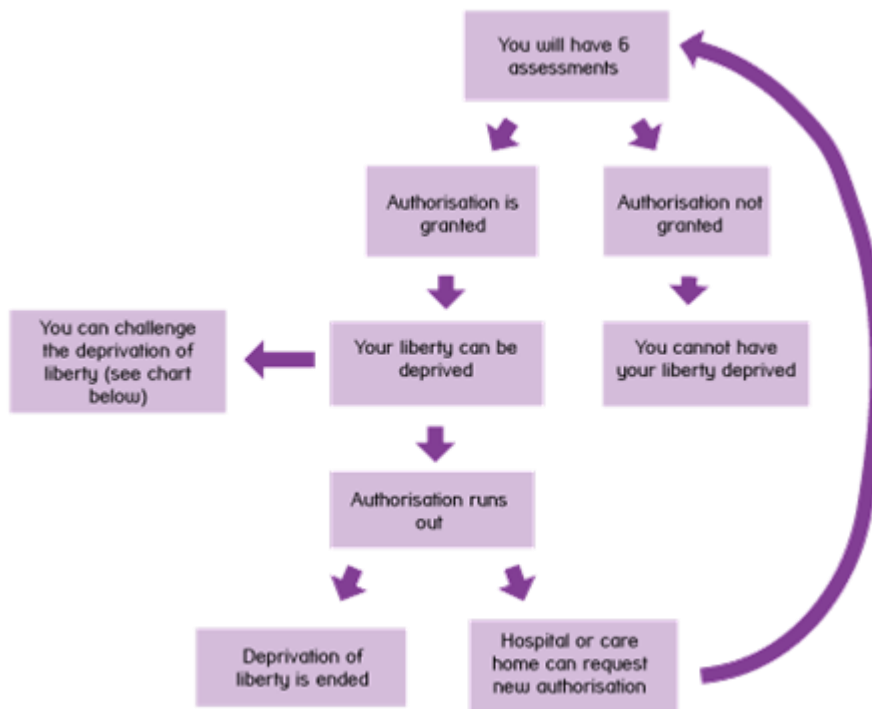 You will have 6
assessments
Authorisation is
granted
Authorisation not
granted
You can challenge
the deprivation of
liberty (see chart
below)
Your liberty can be
deprived
You cannot have
your liberty deprived
Authorisation runs
out
Deprivation of
liberty is ended
Hospital or care
home can request
new authorisation